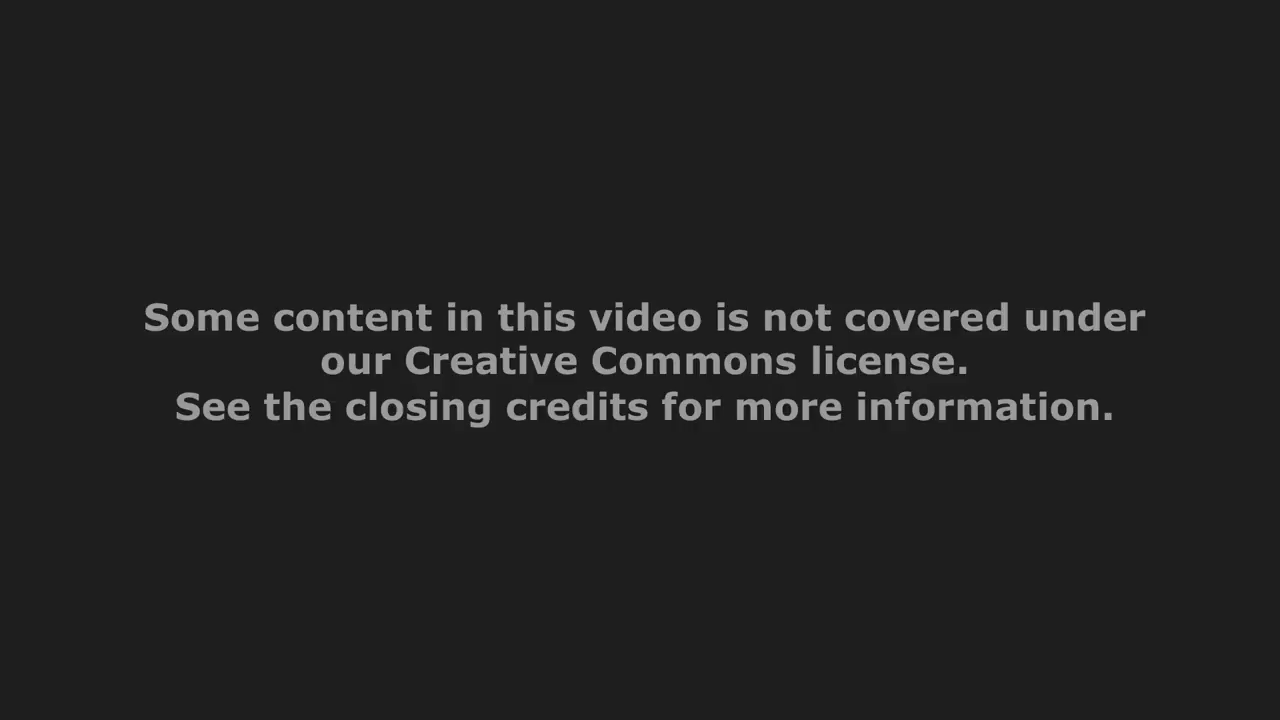 Some content in this video is not covered under
our Creative Commons license.
See the closing credits for more information.